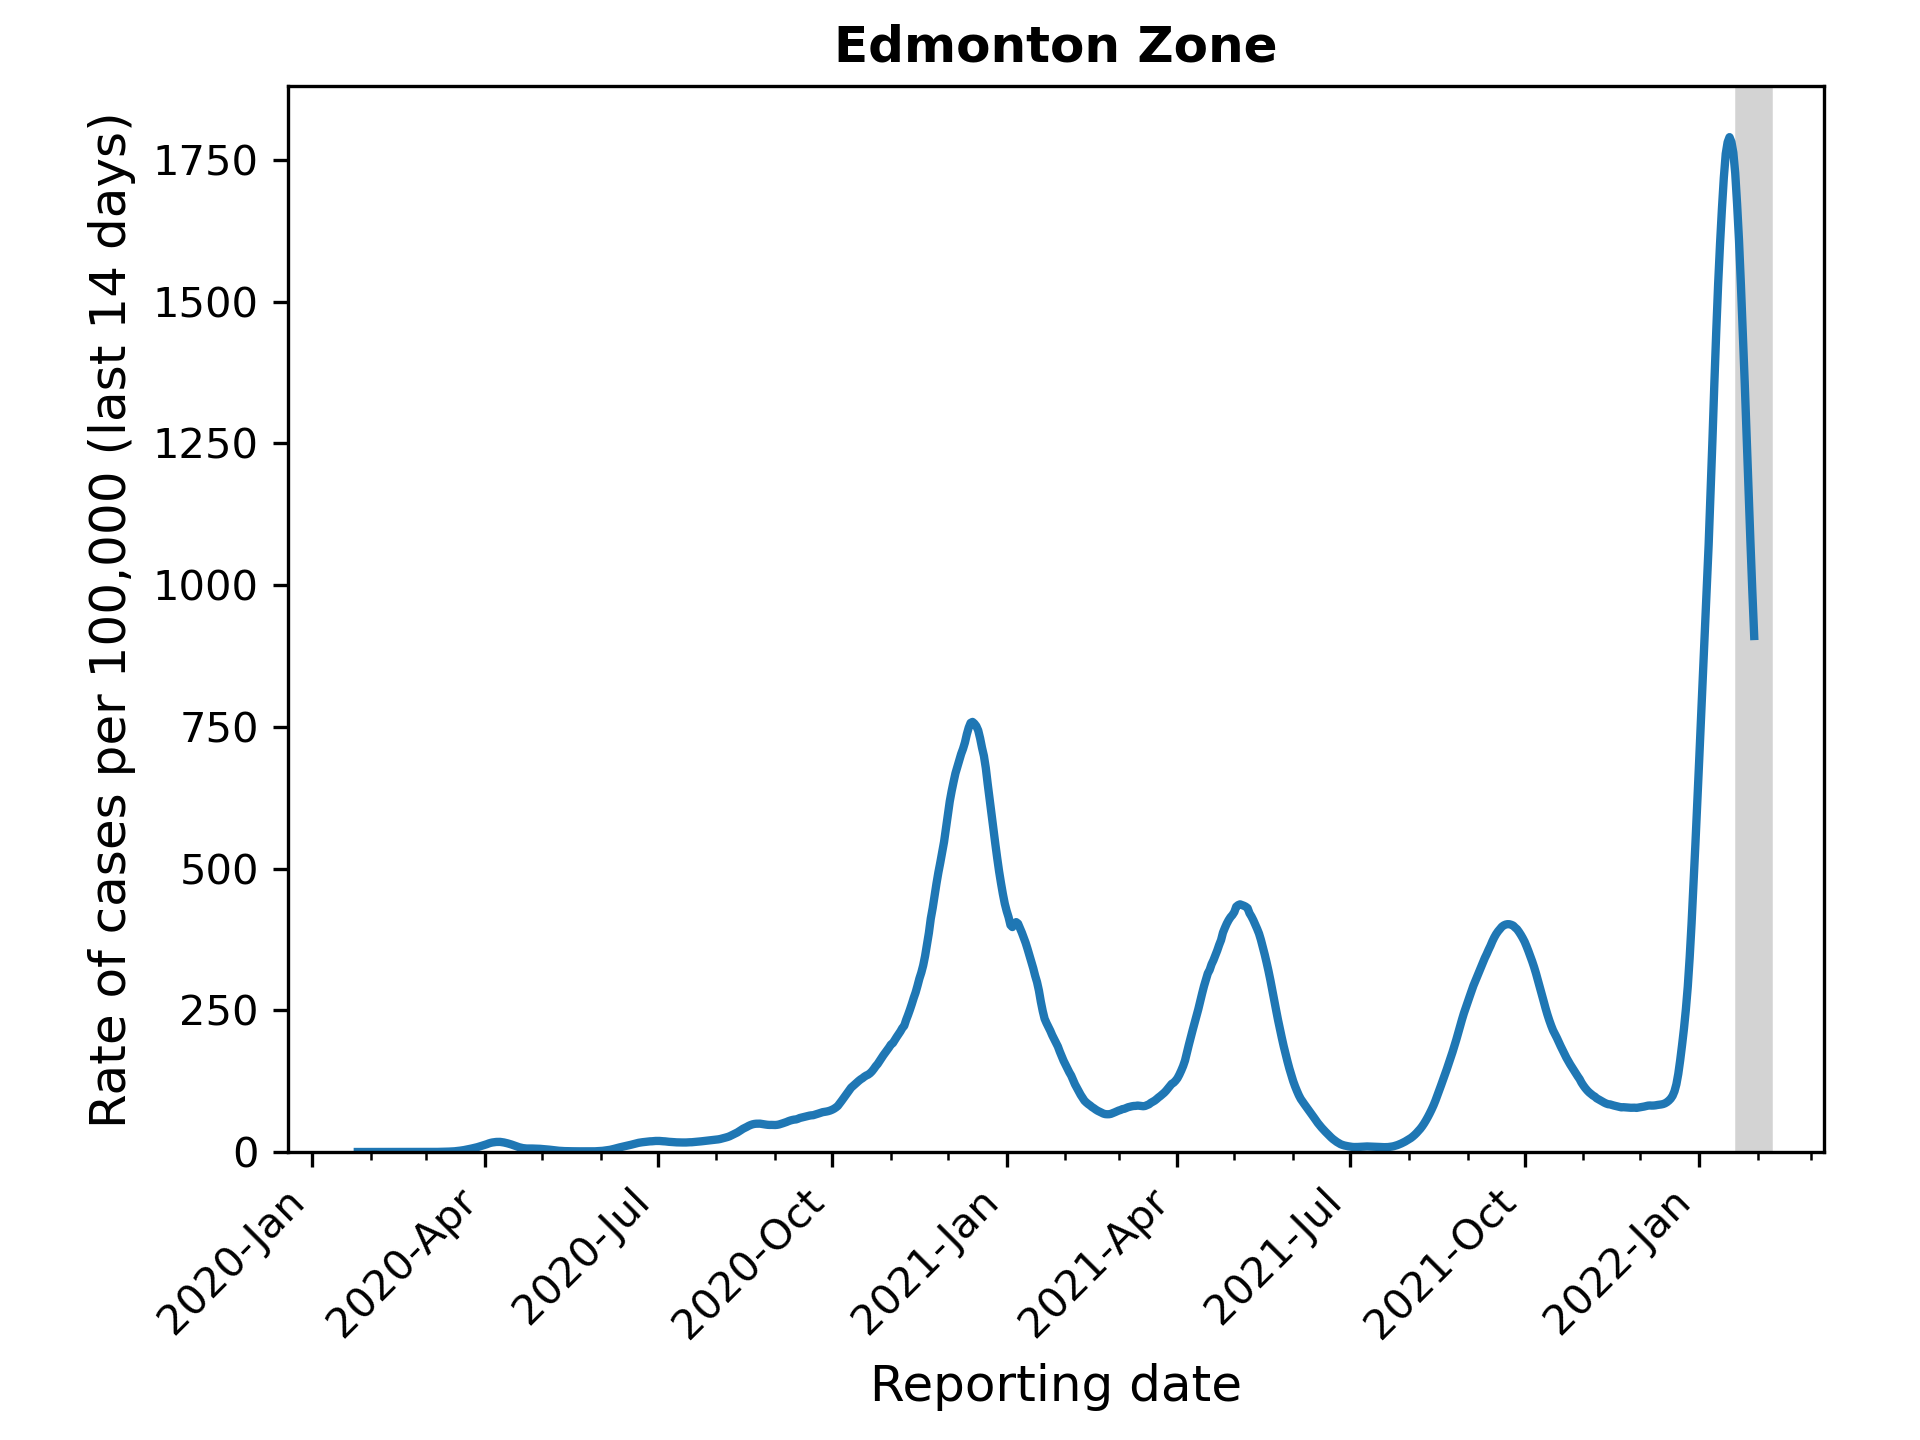 Edmonton Zone
Rate of cases per 100,000 (last 14 days)
1750
1500
1250
1000
750
500
250
0
2020-Jan
2020-Apr
2020-Jul
2020-Oct
2021-Jan
2021-Apr
2021-Jul
2021-Oct
2022-Jan
Reporting date